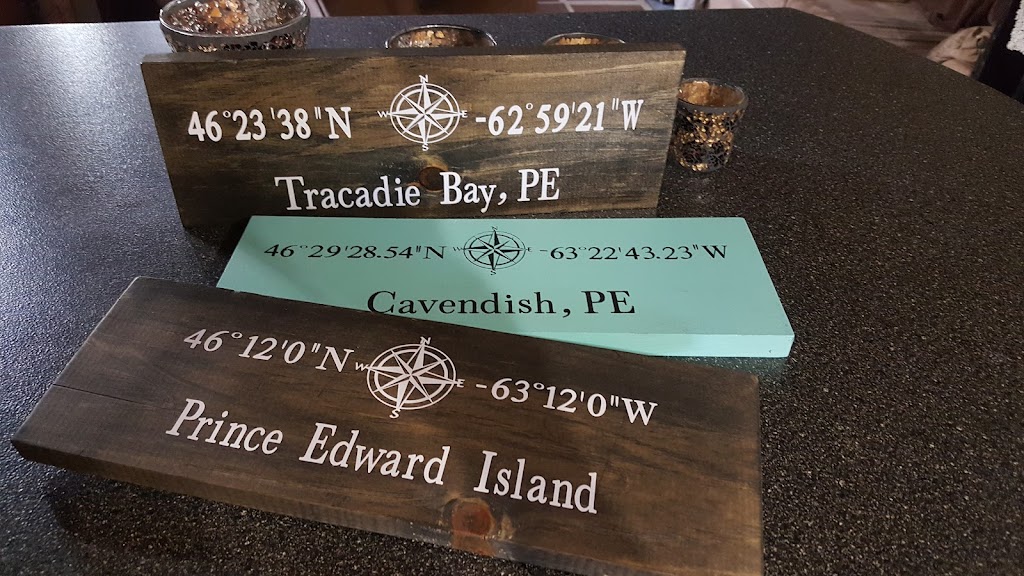 46°23'38"N N W E S -62°59'21"W
Tracadie Bay, PE
46°29'28.54"N N W E S -63°22'43.23"W
Cavendish, PE
46°12'0"N N W E S -63°12'0"W
Prince Edward Island